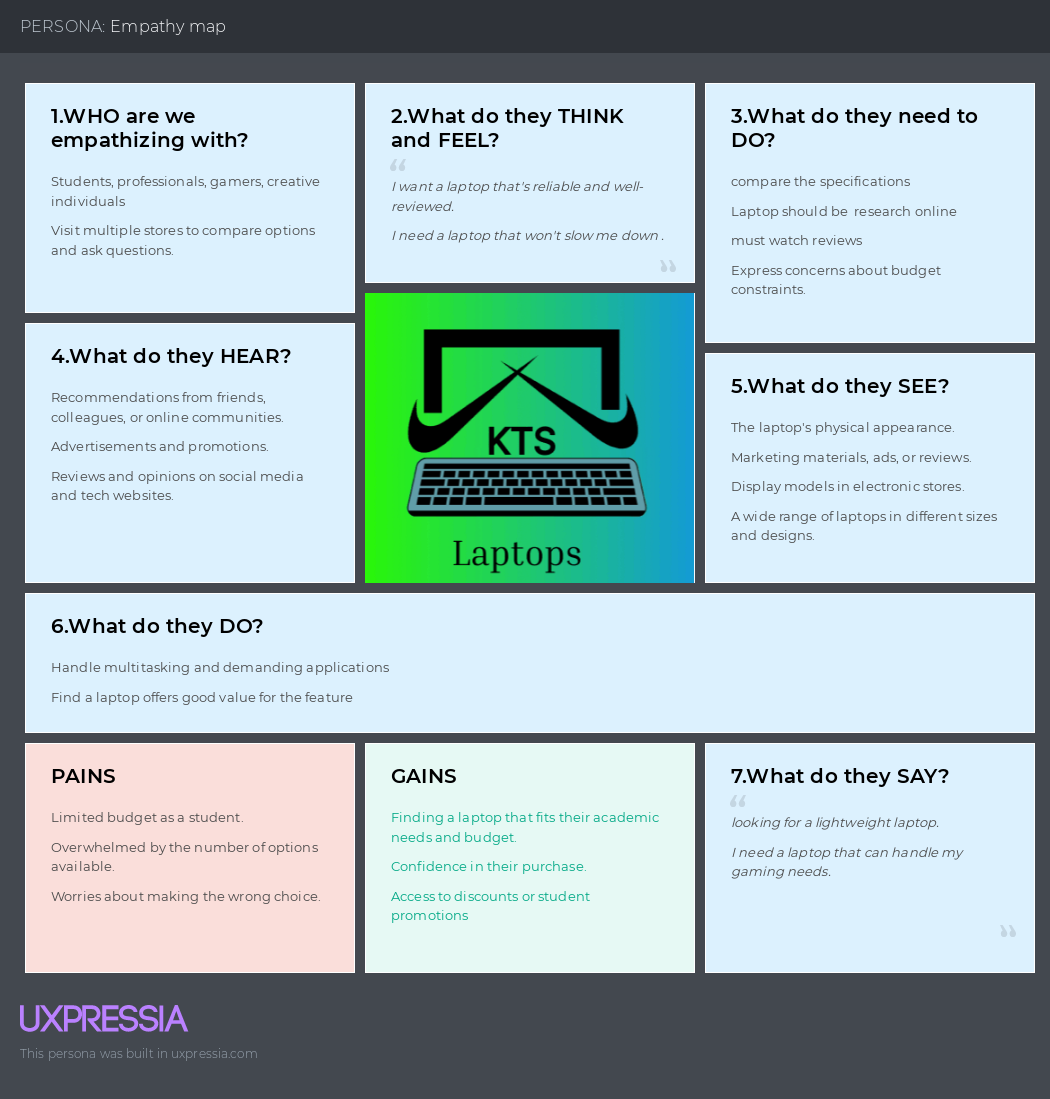 PERSONA: Empathy map
1.WHO are we
empathizing with?
Students, professionals, gamers, creative
individuals
Visit multiple stores to compare options
and ask questions.
2.What do they THINK
and FEEL?
“
I want a laptop that's reliable and well-
reviewed.
I need a laptop that won't slow me down .
”
3.What do they need to
DO?
compare the specifications
Laptop should be  research online
must watch reviews
Express concerns about budget
constraints.
4.What do they HEAR?
Recommendations from friends,
colleagues, or online communities.
Advertisements and promotions.
Reviews and opinions on social media
and tech websites.
KTS
Laptops
5.What do they SEE?
The laptop's physical appearance.
Marketing materials, ads, or reviews.
Display models in electronic stores.
A wide range of laptops in different sizes
and designs.
6.What do they DO?
Handle multitasking and demanding applications
Find a laptop offers good value for the feature
PAINS
Limited budget as a student.
Overwhelmed by the number of options
available.
Worries about making the wrong choice.
GAINS
Finding a laptop that fits their academic
needs and budget.
Confidence in their purchase.
Access to discounts or student
promotions
7.What do they SAY?
“
looking for a lightweight laptop.
I need a laptop that can handle my
gaming needs.
”
UXPRESSIA
This persona was built in uxpressia.com